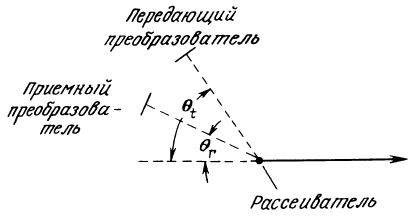 Передающий
преобразователь
Приемный
преобразова-
тель
θt
θr
Рассеиватель